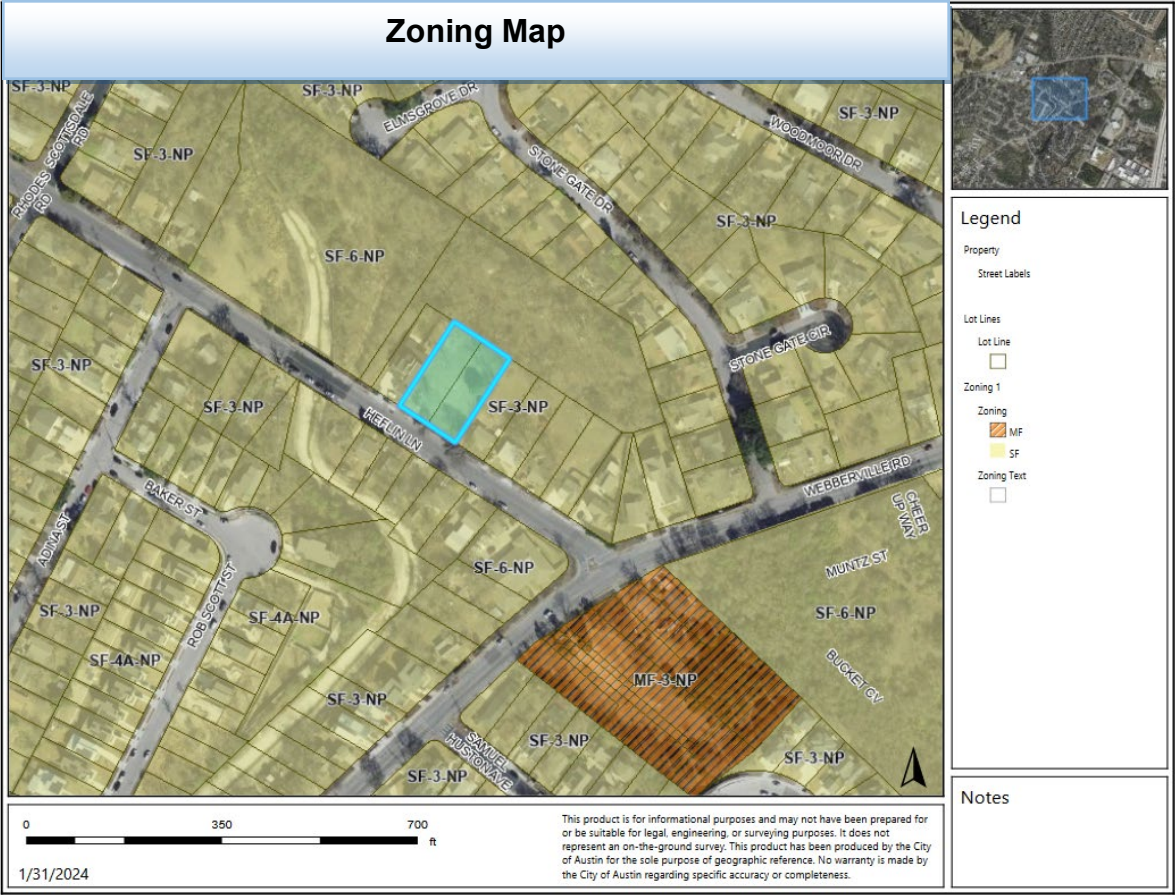 Zoning Map
SF-3-NP
SF-3-NP
ELMSGROVE DR
SF-3-NP
WOODMOOR DR
SCOTTSDALE
RD
SF-3-NP
STONE GATE DR
RHODES
RD
SF-3-NP
SF-6-NP
STONE GATE CIR
SF-3-NP
SF-3-NP
SF-3-NP
HEFLIN LN
WEBBERVILLE RD
BAKER ST
CHEER
UP WAY
ADINA ST
MUNTZ ST
SF-6-NP
ROB SCOTT ST
SF-3-NP
SF-4A-NP
SF-6-NP
SF-4A-NP
BUCKET CV
MF-3-NP
SF-3-NP
SF-3-NP
SAMUEL
HUSTON AVE
SF-3-NP
SF-3-NP
Legend
Property
Street Labels
Lot Lines
Lot Line
Zoning 1
Zoning
MF
SF
Zoning Text
Notes
0 350 700
ft
1/31/2024
This product is for informational purposes and may not have been prepared for
or be suitable for legal, engineering, or surveying purposes. It does not
represent an on-the-ground survey. This product has been produced by the City
of Austin for the sole purpose of geographic reference. No warranty is made by
the City of Austin regarding specific accuracy or completeness.